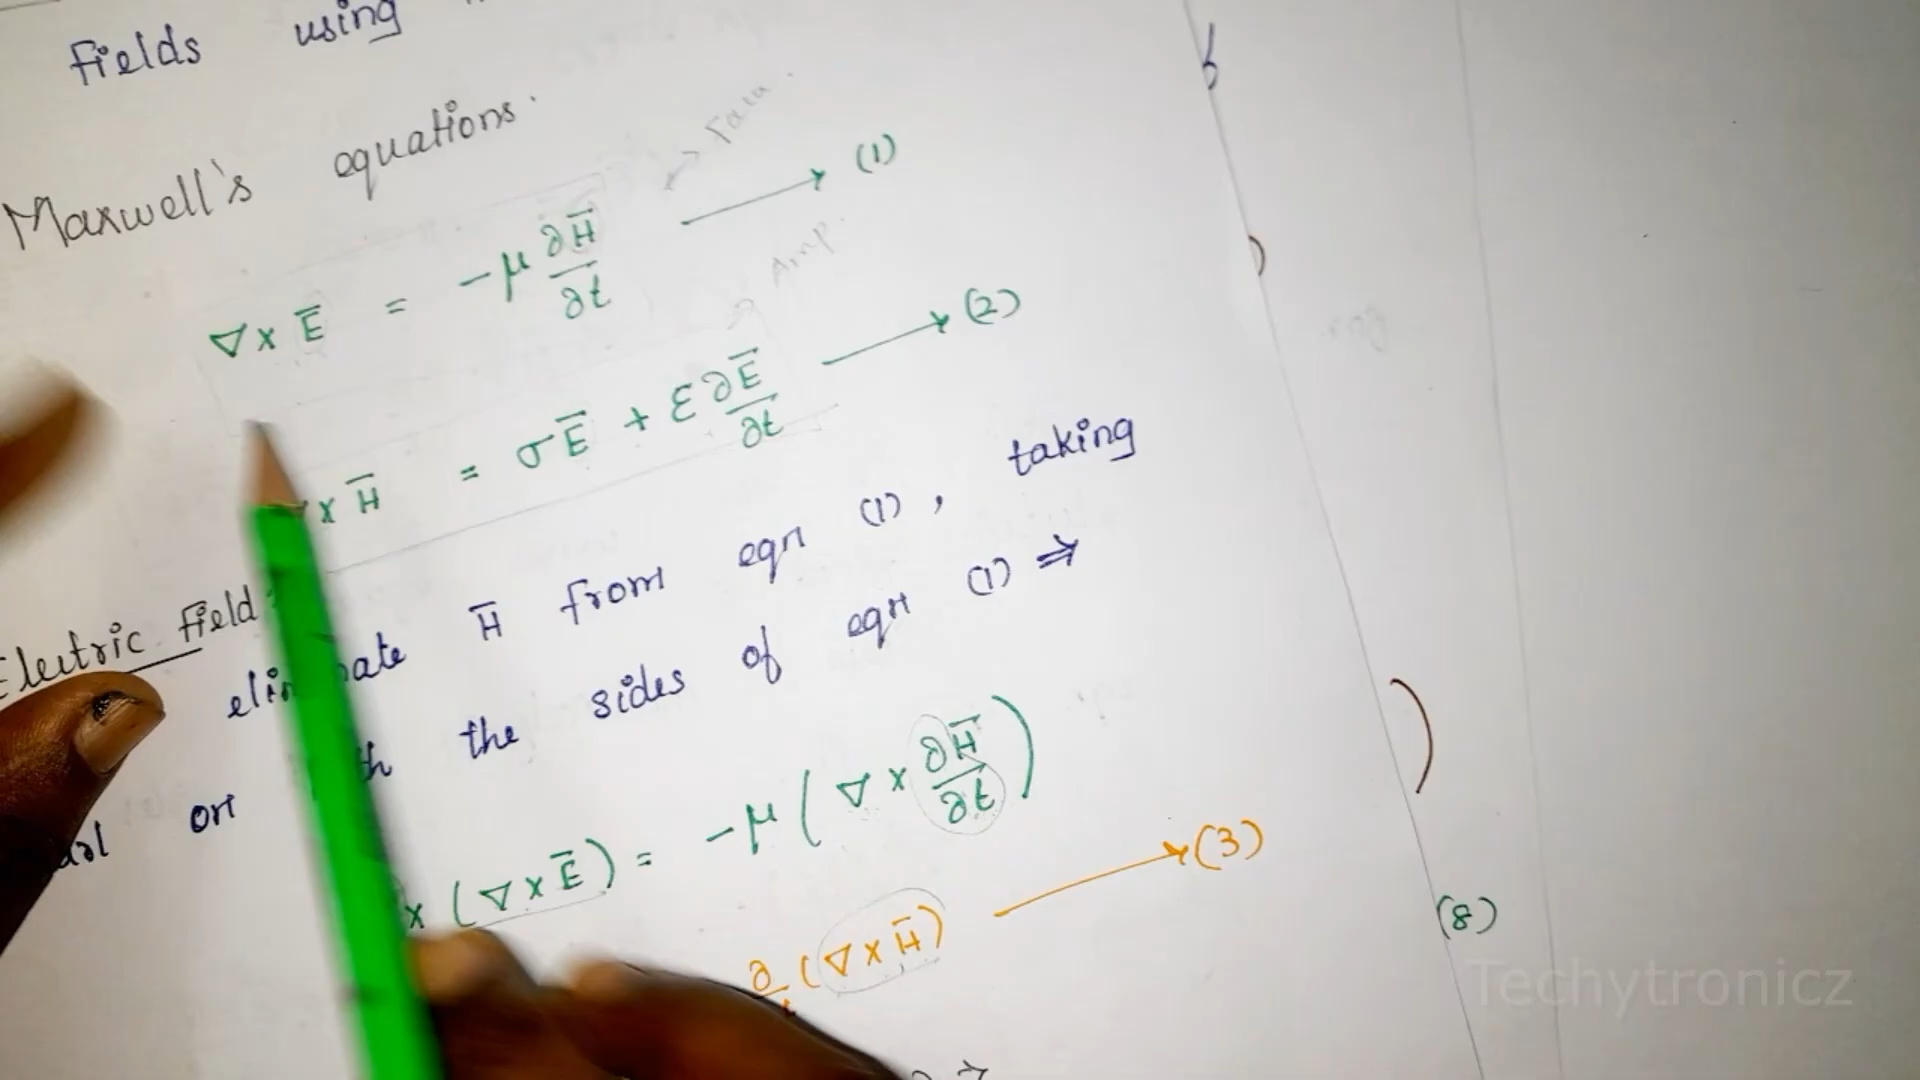 fields using
Maxwell's equations.
∇ × E̅ = -μ ∂H̅/∂t → (1)
Amp
× H̅ = σE̅ + ε ∂E̅/∂t → (2)
Electric field
H̅ from eqn (1), taking
on the sides of eqn (1) ⇒
× (∇ × E̅) = -μ (∇ × ∂H̅/∂t)
∂ (∇ × H̅) → (3)
(8)
Techytronicz